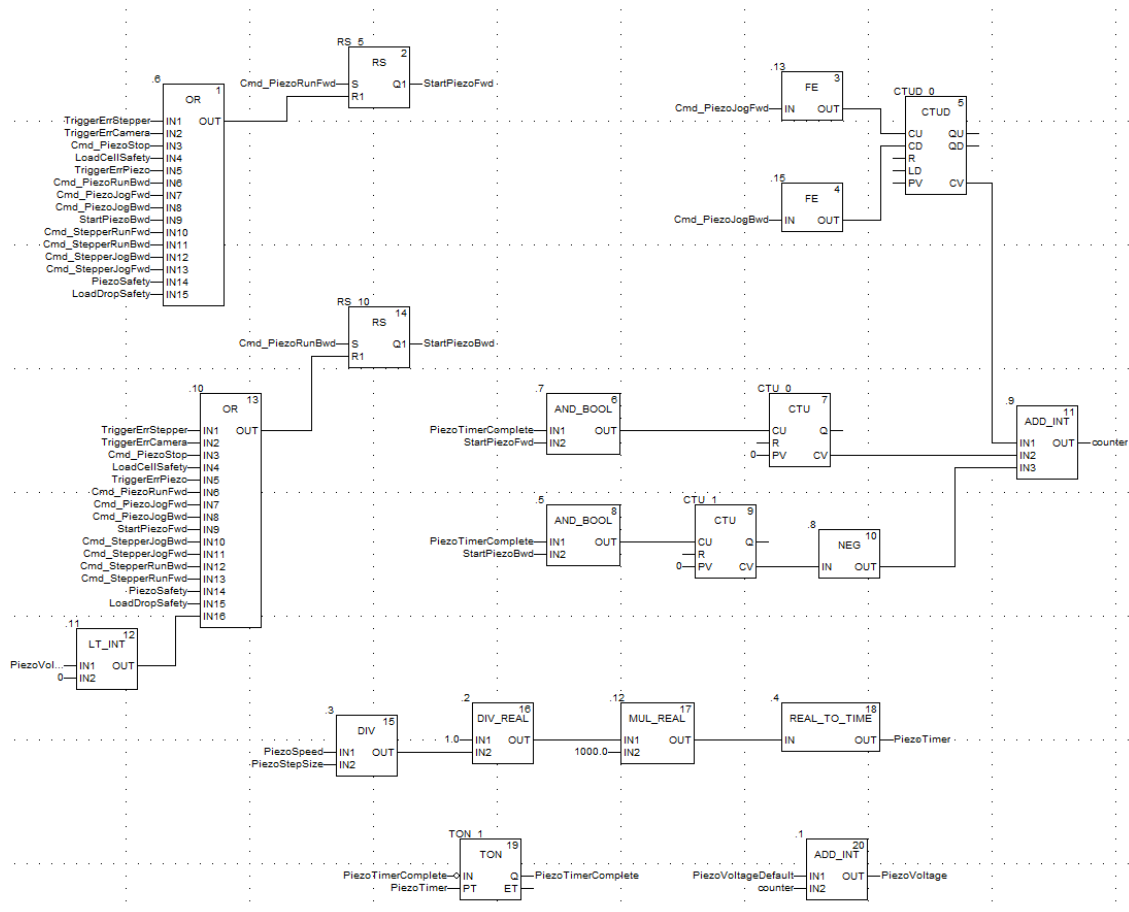 RS_5
2
RS
Cmd_PiezoRunFwd
S
Q1
StartPiezoFwd
R1
.6
1
OR
TriggerErrStepper
IN1
OUT
TriggerErrCamera
IN2
Cmd_PiezoStop
IN3
LoadCellSafety
IN4
TriggerErrPiezo
IN5
Cmd_PiezoRunBwd
IN6
Cmd_PiezoJogFwd
IN7
Cmd_PiezoJogBwd
IN8
StartPiezoBwd
IN9
Cmd_StepperRunFwd
IN10
Cmd_StepperRunBwd
IN11
Cmd_StepperJogBwd
IN12
Cmd_StepperJogFwd
IN13
PiezoSafety
IN14
LoadDropSafety
IN15
.13
3
FE
Cmd_PiezoJogFwd
IN
OUT
CTUD_0
5
CTUD
CU
QU
CD
QD
R
LD
PV
CV
.15
4
FE
Cmd_PiezoJogBwd
IN
OUT
RS_10
14
RS
Cmd_PiezoRunBwd
S
Q1
StartPiezoBwd
R1
.10
13
OR
TriggerErrStepper
IN1
OUT
TriggerErrCamera
IN2
Cmd_PiezoStop
IN3
LoadCellSafety
IN4
TriggerErrPiezo
IN5
Cmd_PiezoRunFwd
IN6
Cmd_PiezoJogFwd
IN7
Cmd_PiezoJogBwd
IN8
StartPiezoFwd
IN9
Cmd_StepperJogBwd
IN10
Cmd_StepperJogFwd
IN11
Cmd_StepperRunBwd
IN12
Cmd_StepperRunFwd
IN13
PiezoSafety
IN14
LoadDropSafety
IN15
IN16
.7
6
AND_BOOL
PiezoTimerComplete
IN1
OUT
StartPiezoFwd
IN2
CTU_0
7
CTU
CU
Q
R
0
PV
CV
.9
11
ADD_INT
IN1
OUT
counter
IN2
IN3
.5
8
AND_BOOL
PiezoTimerComplete
IN1
OUT
StartPiezoBwd
IN2
CTU_1
9
CTU
CU
Q
R
0
PV
CV
.8
10
NEG
IN
OUT
.11
12
LT_INT
PiezoVol...
IN1
OUT
0
IN2
.3
15
DIV
PiezoSpeed
IN1
OUT
PiezoStepSize
IN2
.2
16
DIV_REAL
1.0
IN1
OUT
IN2
.12
17
MUL_REAL
IN1
OUT
1000.0
IN2
.4
18
REAL_TO_TIME
IN
OUT
PiezoTimer
TON_1
19
TON
PiezoTimerComplete
IN
Q
PiezoTimerComplete
PiezoTimer
PT
ET
.1
20
ADD_INT
PiezoVoltageDefault
IN1
OUT
PiezoVoltage
counter
IN2